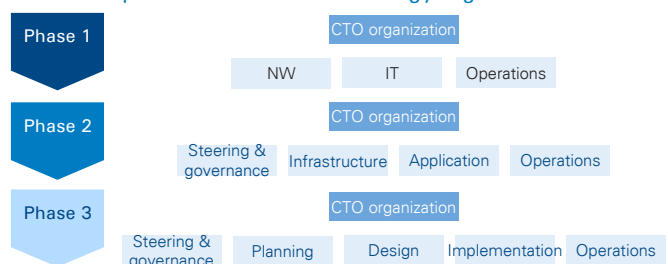 Phase 1
CTO organization
NW
IT
Operations
Phase 2
CTO organization
Steering &
governance
Infrastructure
Application
Operations
Phase 3
CTO organization
Steering &
governance
Planning
Design
Implementation
Operations